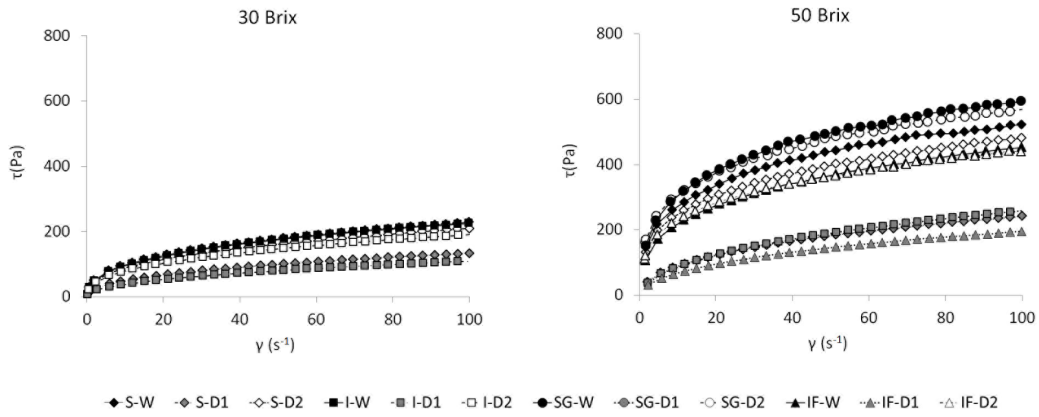 30 Brix
50 Brix
800
600
400
200
0
τ(Pa)
0 20 40 60 80 100
γ (s⁻¹)
800
600
400
200
0
τ(Pa)
0 20 40 60 80 100
γ (s⁻¹)
S-W S-D1 S-D2 I-W I-D1 I-D2 SG-W SG-D1 SG-D2 IF-W IF-D1 IF-D2